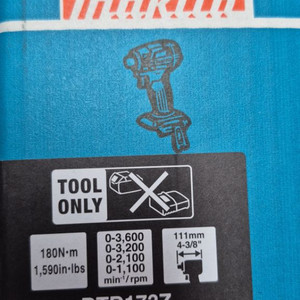 makita
TOOL
ONLY
180N·m
1,590in·lbs
0-3,600
0-3,200
0-2,100
0-1,100
min⁻¹/rpm
111mm
4-3/8"